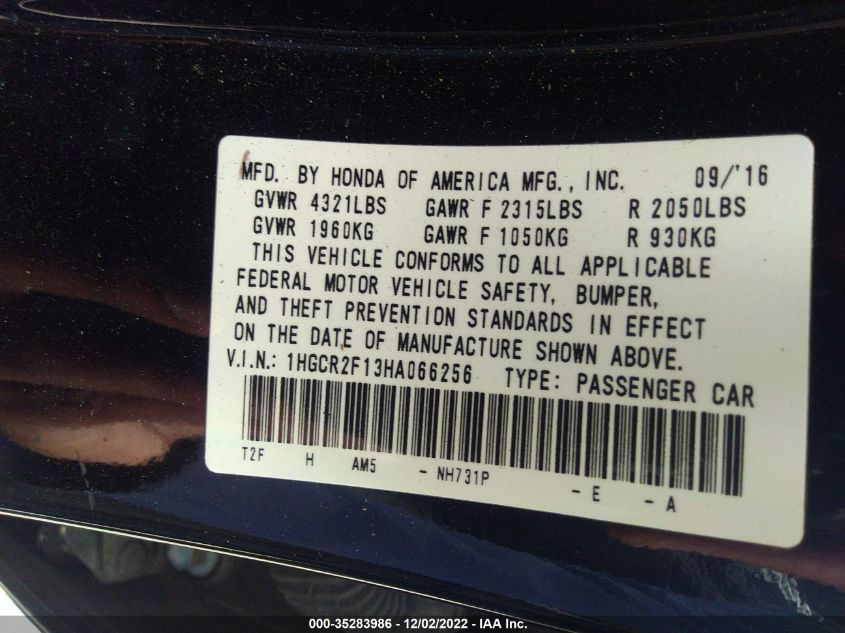 MFD. BY HONDA OF AMERICA MFG., INC. 09/'16
GVWR 4321LBS GAWR F 2315LBS R 2050LBS
GVWR 1960KG GAWR F 1050KG R 930KG
THIS VEHICLE CONFORMS TO ALL APPLICABLE
FEDERAL MOTOR VEHICLE SAFETY, BUMPER,
AND THEFT PREVENTION STANDARDS IN EFFECT
ON THE DATE OF MANUFACTURE SHOWN ABOVE.
V.I.N.: 1HGCR2F13HA066256 TYPE: PASSENGER CAR
T2F H AM5 - NH731P - E - A
000-35283986 - 12/02/2022 - IAA Inc.